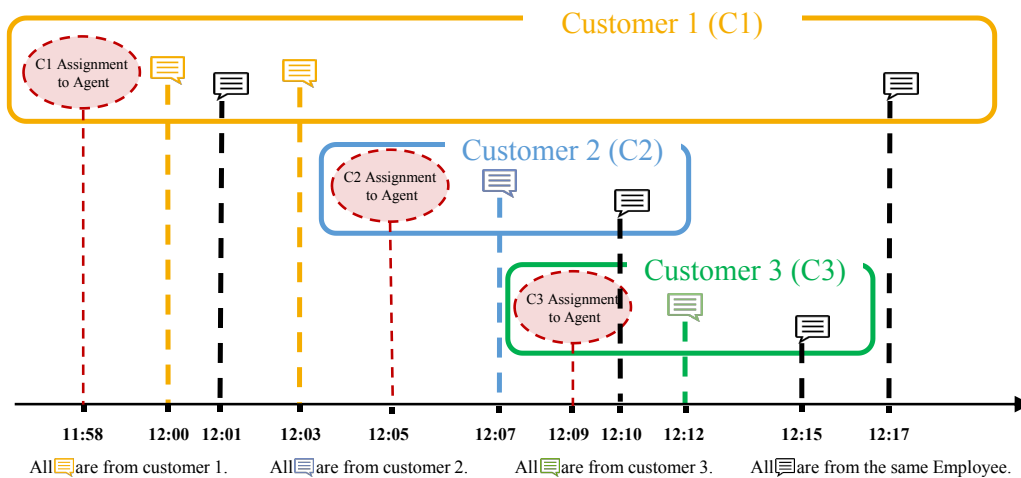 Customer 1 (C1)
C1 Assignment
to Agent
Customer 2 (C2)
C2 Assignment
to Agent
Customer 3 (C3)
C3 Assignment
to Agent
11:58 12:00 12:01 12:03 12:05 12:07 12:09 12:10 12:12 12:15 12:17
All are from customer 1. All are from customer 2. All are from customer 3. All are from the same Employee.